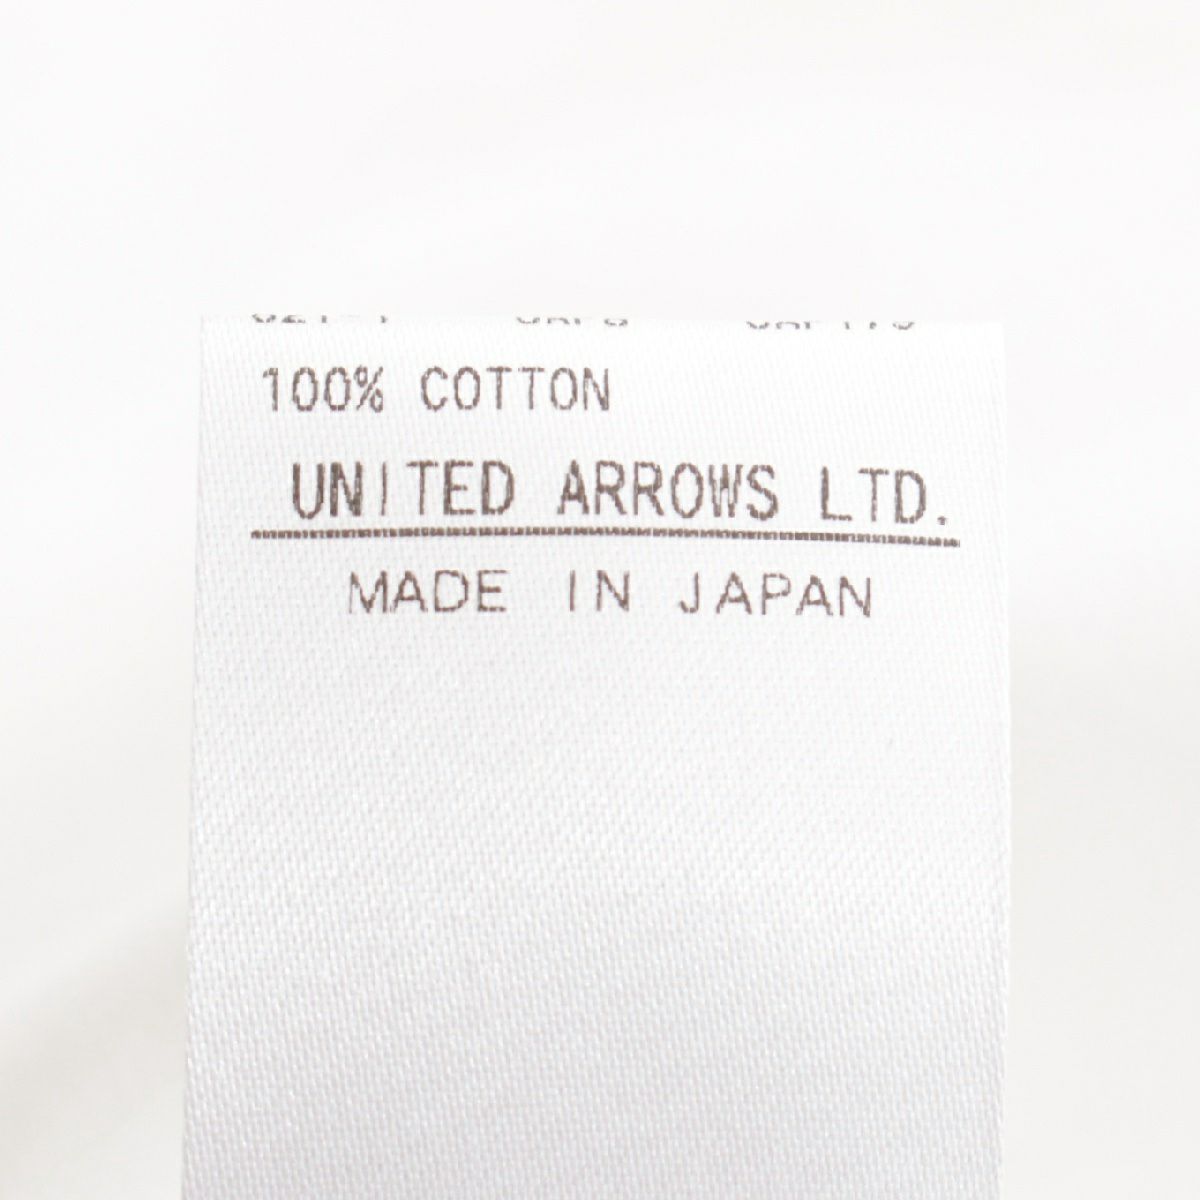 100% COTTON
UNITED ARROWS LTD.
MADE IN JAPAN